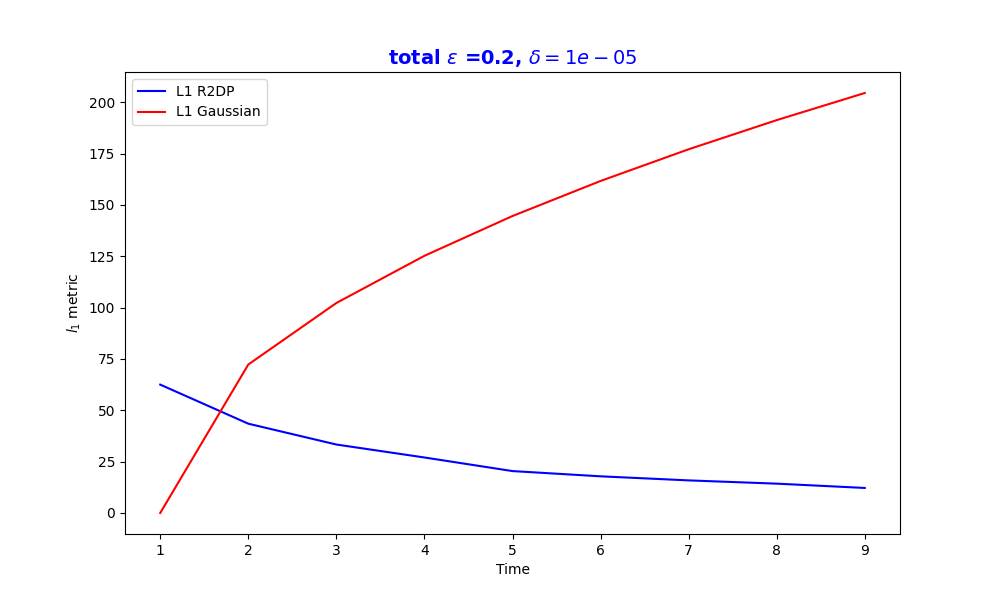 total ε =0.2, δ = 1e − 05
L1 R2DP
L1 Gaussian
200
175
150
125
100
75
50
25
0
l₁ metric
1 2 3 4 5 6 7 8 9
Time